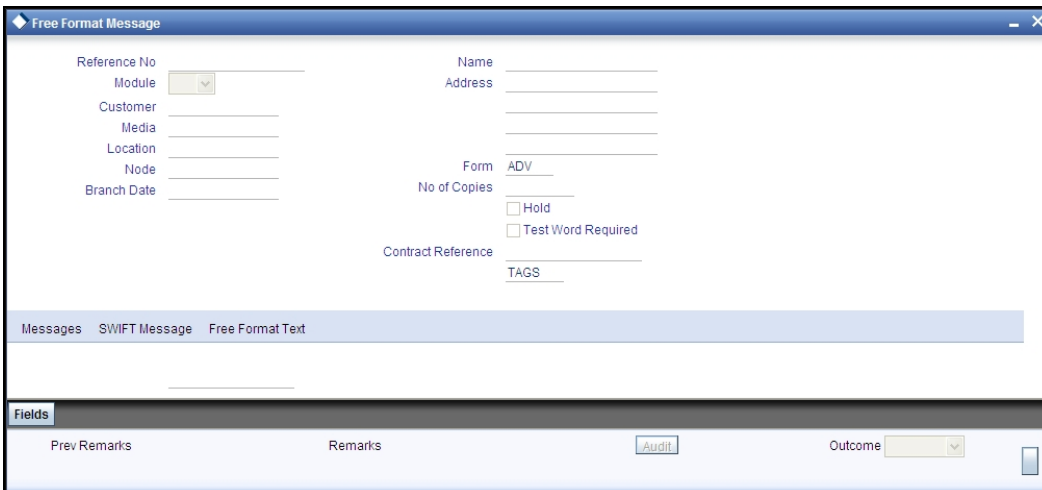 Free Format Message
Reference No
Module
Customer
Media
Location
Node
Branch Date
Name
Address
Form ADV
No of Copies
Hold
Test Word Required
Contract Reference
TAGS
Messages SWIFT Message Free Format Text
Fields
Prev Remarks Remarks Audit Outcome